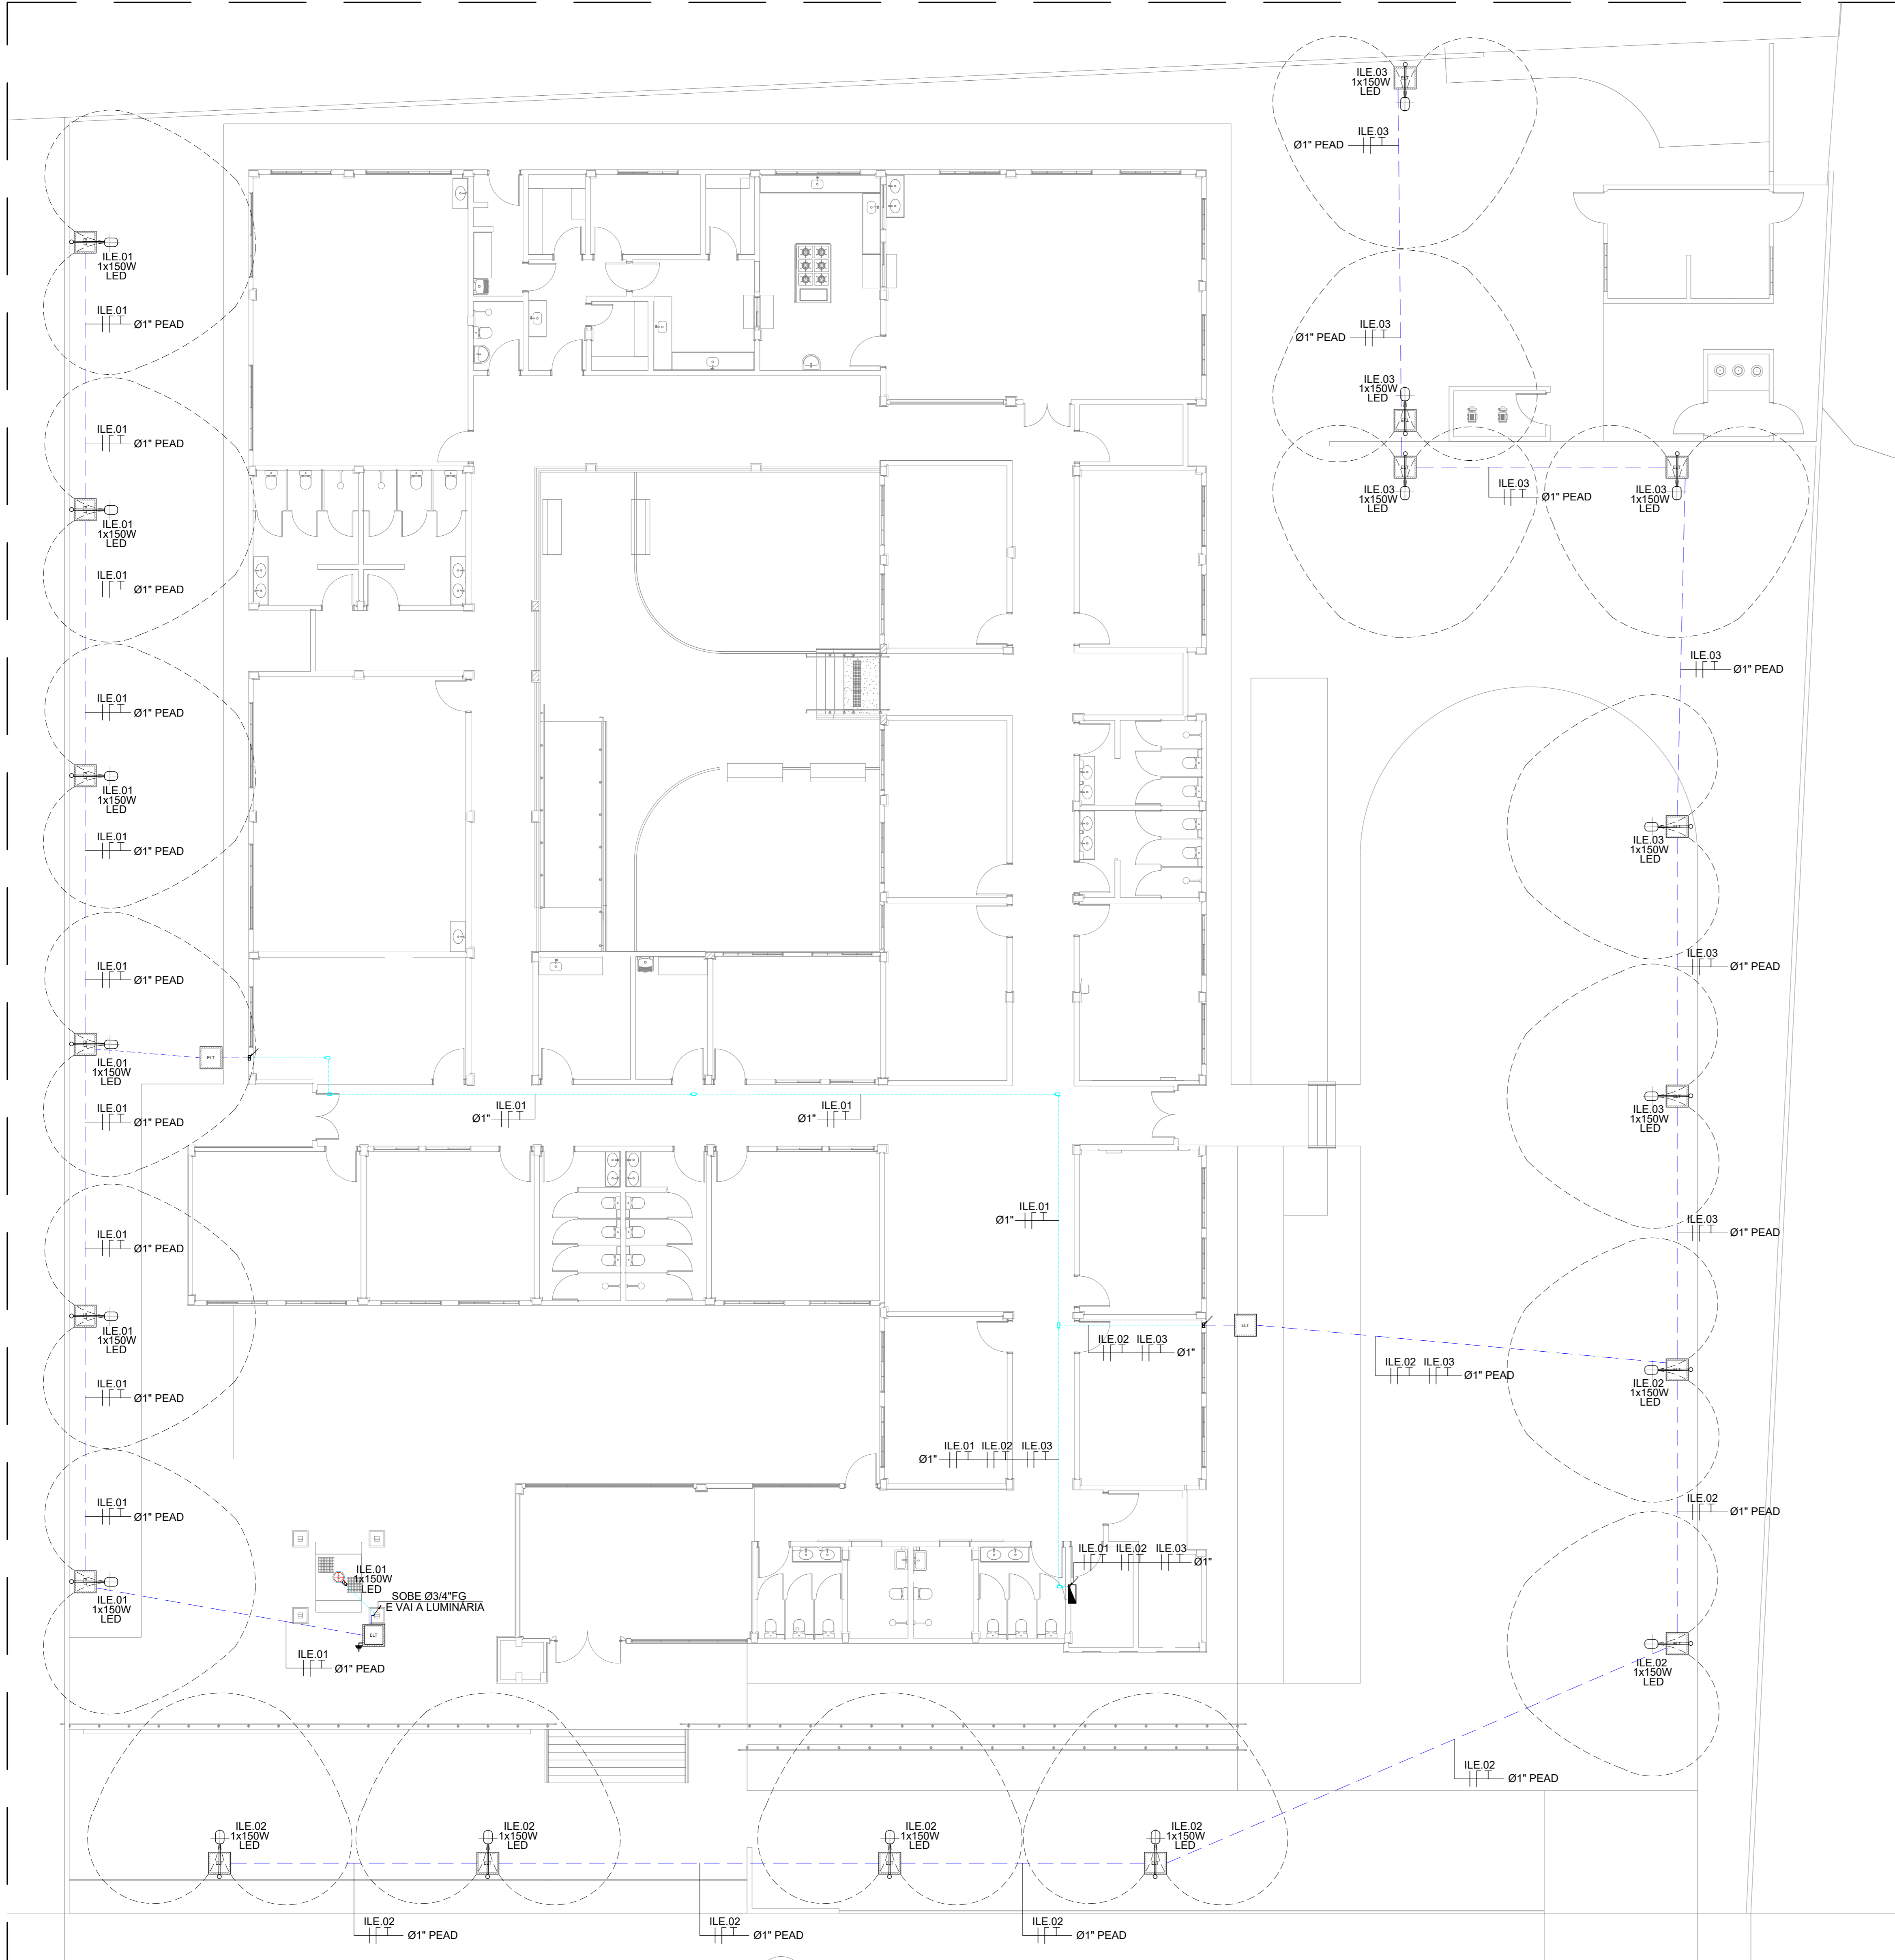 ILE.03
1x150W
LED
ILE.03
Ø1" PEAD
ILE.01
1x150W
LED
ILE.01
Ø1" PEAD
ILE.03
Ø1" PEAD
ILE.03
1x150W
LED
ILE.01
Ø1" PEAD
ELT
ELT
ILE.03
1x150W
LED
ILE.03
Ø1" PEAD
ILE.03
1x150W
LED
ILE.01
1x150W
LED
ILE.01
Ø1" PEAD
ILE.03
Ø1" PEAD
ILE.01
Ø1" PEAD
ILE.01
1x150W
LED
ILE.03
1x150W
LED
ILE.01
Ø1" PEAD
ILE.03
Ø1" PEAD
ILE.01
Ø1" PEAD
ILE.01
1x150W
LED
ELT
ILE.01
Ø1"
ILE.01
Ø1"
ILE.03
1x150W
LED
ILE.01
Ø1" PEAD
ILE.01
Ø1"
ILE.03
Ø1" PEAD
ILE.01
Ø1" PEAD
ILE.01
1x150W
LED
ELT
ILE.02 ILE.03
Ø1"
ILE.02 ILE.03
Ø1" PEAD
ILE.02
1x150W
LED
ILE.01
Ø1" PEAD
ILE.01 ILE.02 ILE.03
Ø1"
ILE.02
Ø1" PEAD
ILE.01
Ø1" PEAD
ILE.01 ILE.02 ILE.03
Ø1"
ILE.01
1x150W
LED
ILE.01
1x150W
LED
SOBE Ø3/4"FG
E VAI A LUMINÁRIA
ELT
ILE.01
Ø1" PEAD
ILE.02
1x150W
LED
ILE.02
Ø1" PEAD
ILE.02
1x150W
LED
ILE.02
1x150W
LED
ILE.02
1x150W
LED
ILE.02
1x150W
LED
ILE.02
Ø1" PEAD
ILE.02
Ø1" PEAD
ILE.02
Ø1" PEAD